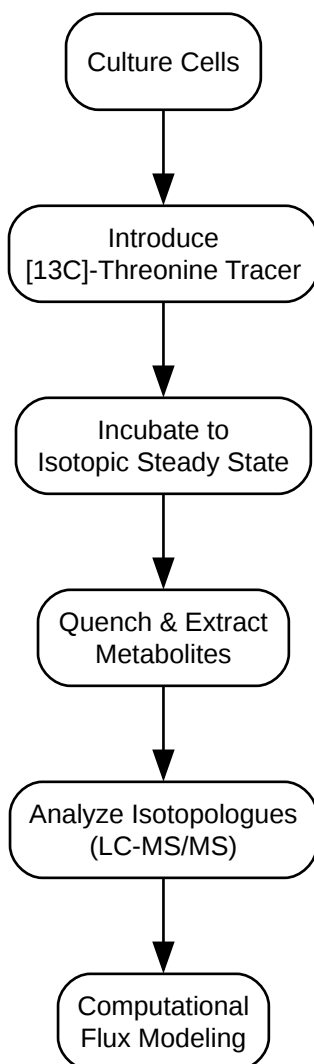 Culture Cells
Introduce
[13C]-Threonine Tracer
Incubate to
Isotopic Steady State
Quench & Extract
Metabolites
Analyze Isotopologues
(LC-MS/MS)
Computational
Flux Modeling